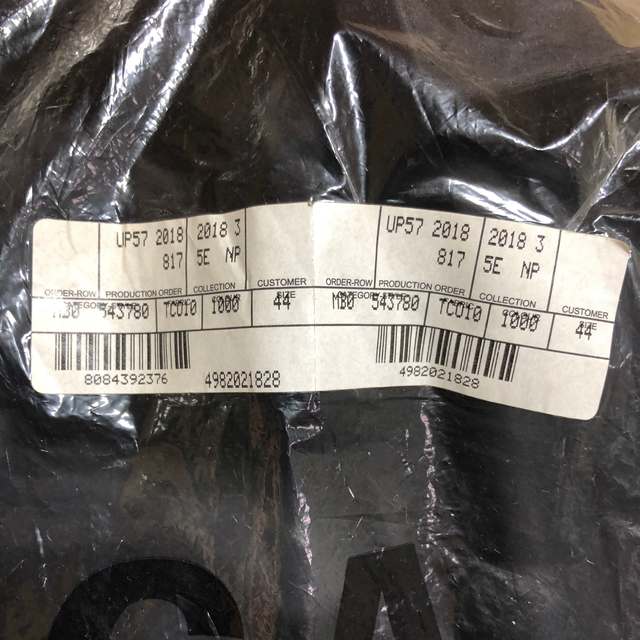 UP57 2018 2018 3 UP57 2018 2018 3
817 5E NP 817 5E NP
ORDER-ROW PRODUCTION ORDER COLLECTION CUSTOMER ORDER-ROW PRODUCTION ORDER COLLECTION CUSTOMER
M30 543780 TC010 1000 44 M30 543780 TC010 1000 44
8084392376 4982021828 4982021828
GA